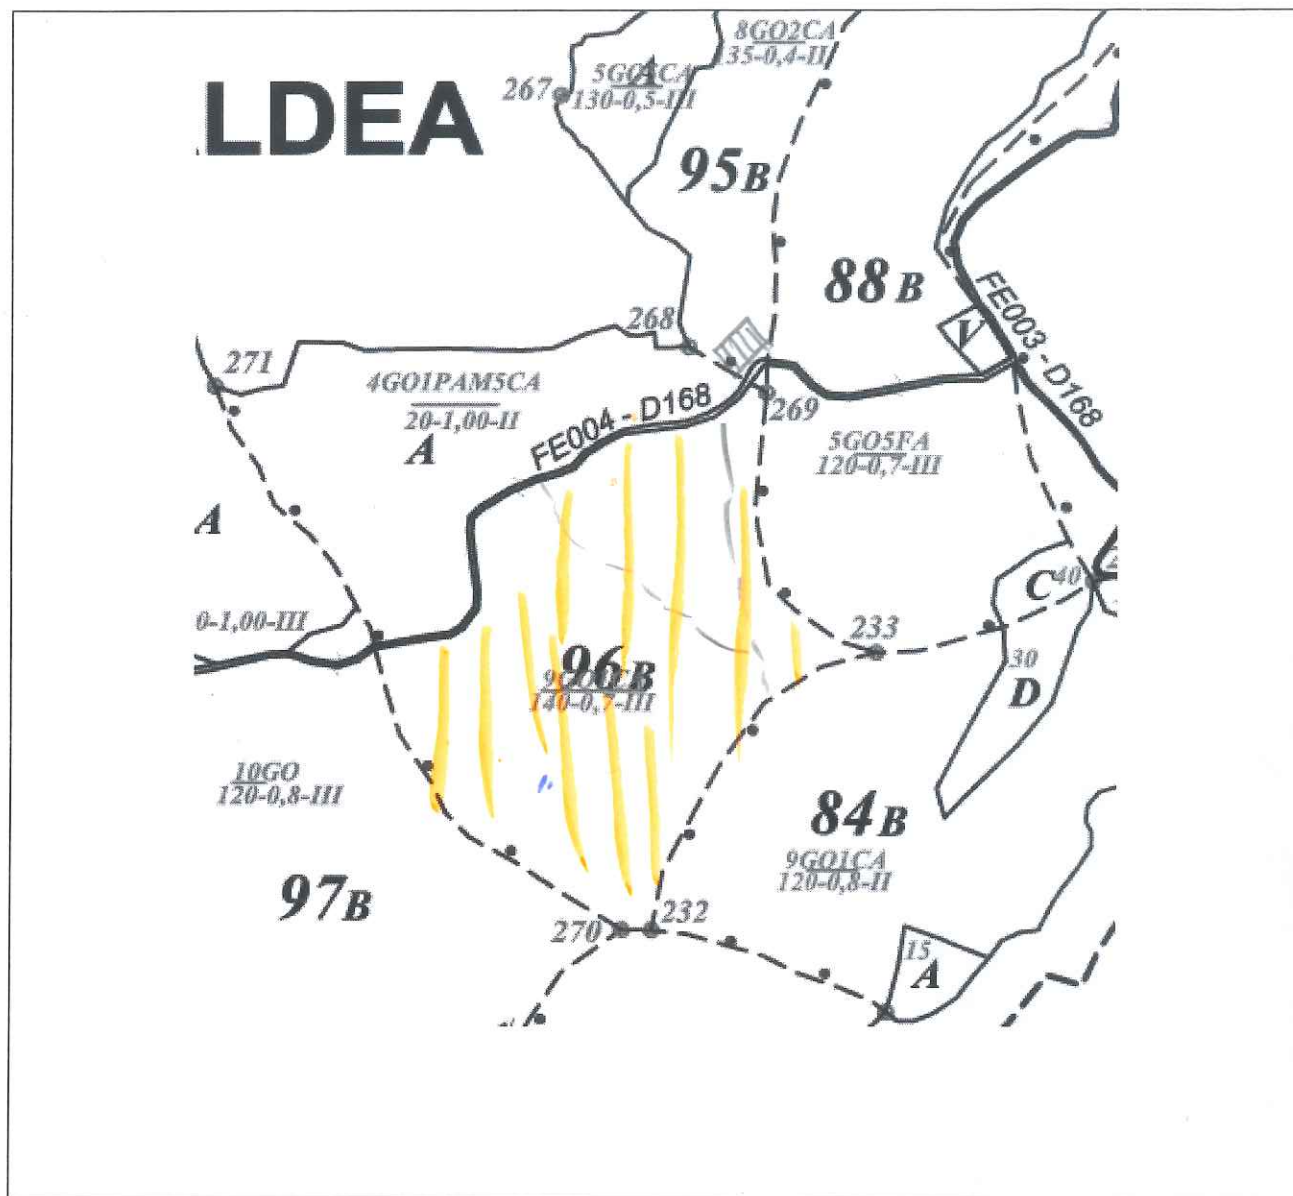 8GO2CA
135-0,4-II
A
130-0,5-III
267
LDEA
95B
88B
FE003 - D168
V
268
271
4GO1PAM5CA
20-1,00-II
A
FE004 - D168
269
5GO5FA
120-0,7-III
A
C
40
0-1,00-III
233
96B
140-0,7-III
30
D
10GO
120-0,8-III
84B
9GO1CA
120-0,8-II
97B
270
232
15
A